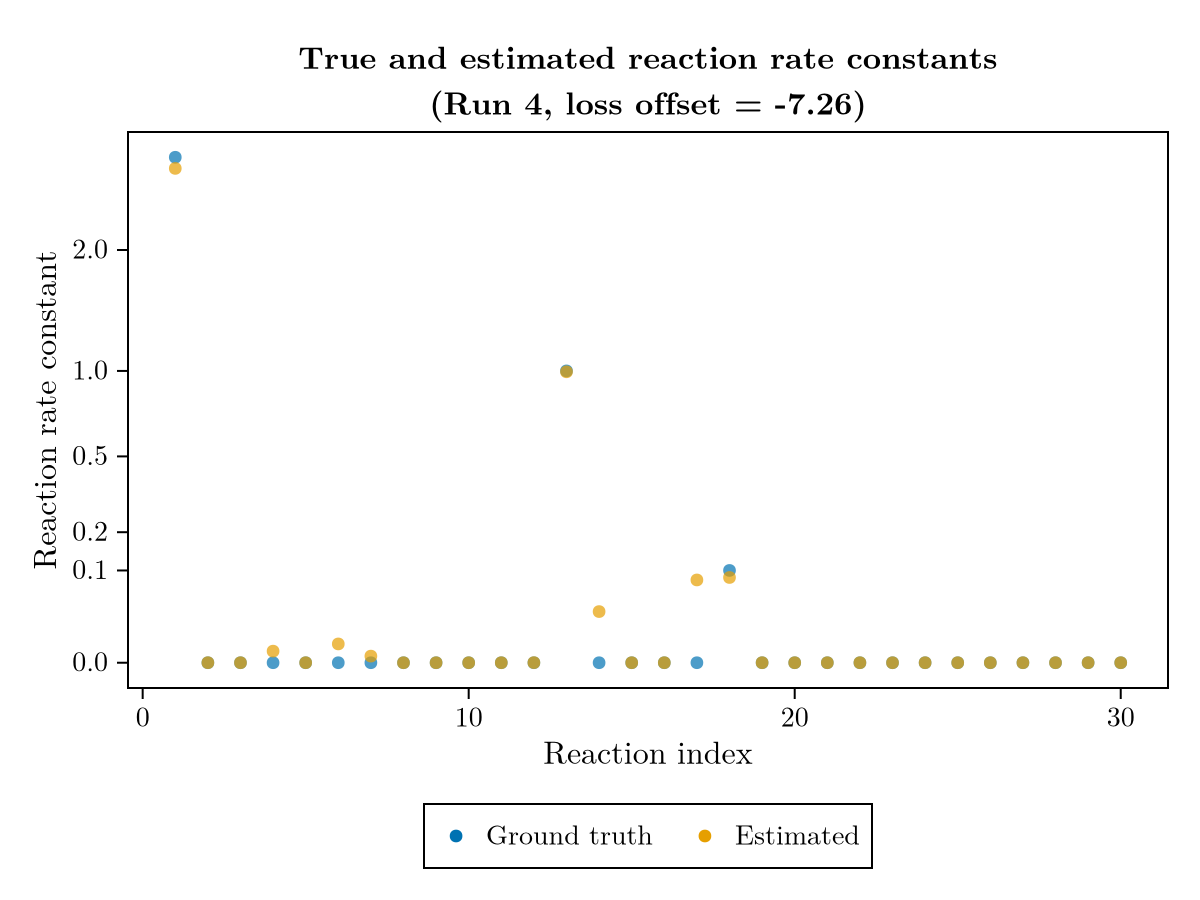 True and estimated reaction rate constants
(Run 4, loss offset = -7.26)
Reaction rate constant
2.0
1.0
0.5
0.2
0.1
0.0
0 10 20 30
Reaction index
Ground truth Estimated